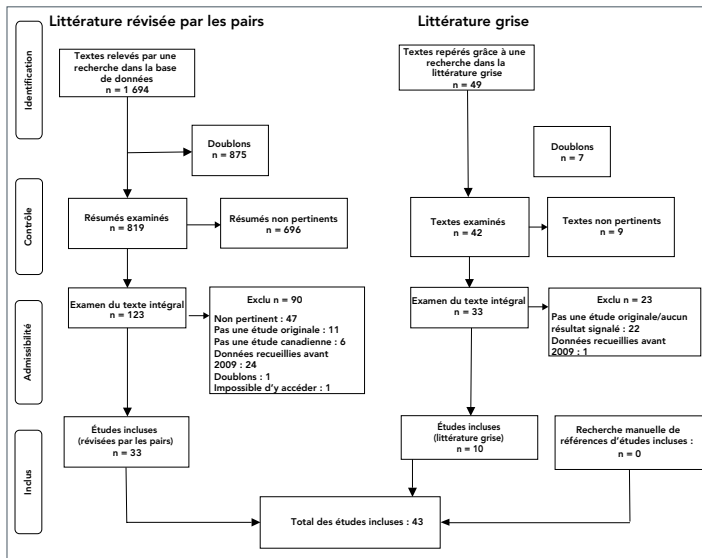 Littérature révisée par les pairs
Littérature grise
Identification
Textes relevés par une
recherche dans la base
de données
n = 1 694
Textes repérés grâce à une
recherche dans la
littérature grise
n = 49
Doublons
n = 875
Doublons
n = 7
Contrôle
Résumés examinés
n = 819
Résumés non pertinents
n = 696
Textes examinés
n = 42
Textes non pertinents
n = 9
Admissibilité
Examen du texte intégral
n = 123
Exclu n = 90
Non pertinent : 47
Pas une étude originale : 11
Pas une étude canadienne : 6
Données recueillies avant
2009 : 24
Doublons : 1
Impossible d'y accéder : 1
Examen du texte intégral
n = 33
Exclu n = 23
Pas une étude originale/aucun
résultat signalé : 22
Données recueillies avant
2009 : 1
Inclus
Études incluses
(révisées par les pairs)
n = 33
Études incluses
(littérature grise)
n = 10
Recherche manuelle de
références d'études incluses :
n = 0
Total des études incluses : 43